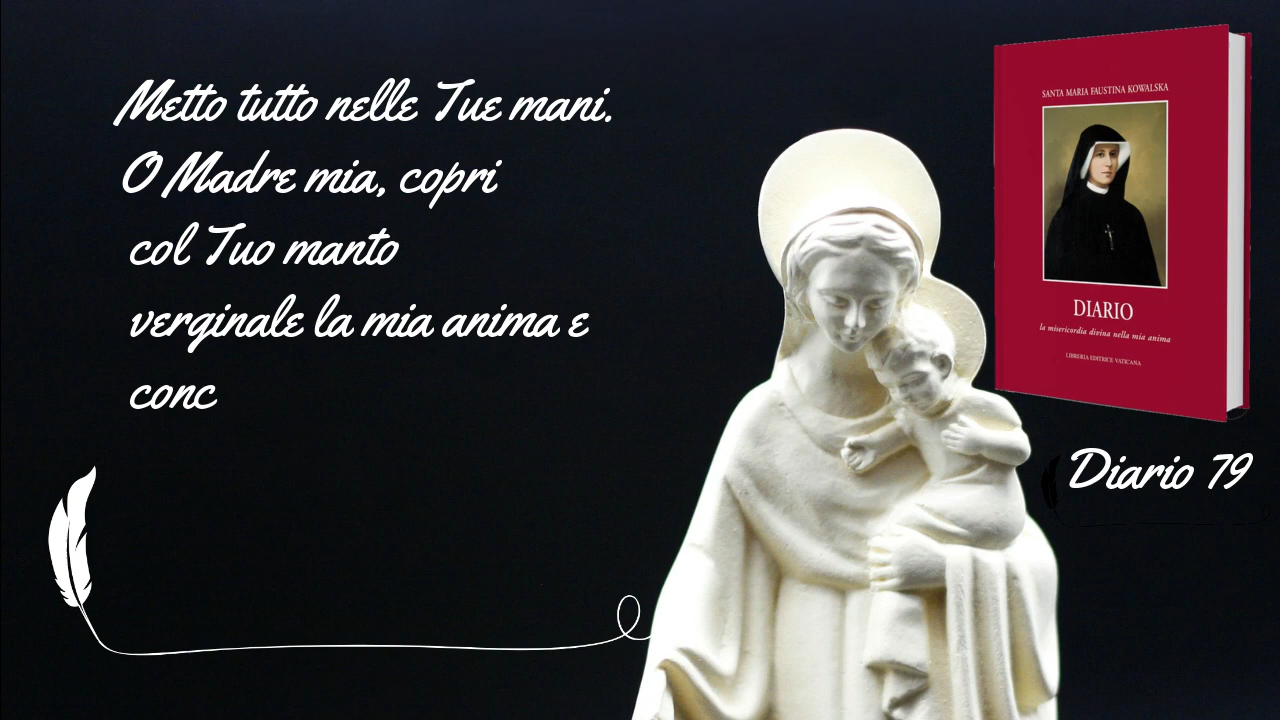 Metto tutto nelle Tue mani.
O Madre mia, copri
col Tuo manto
verginale la mia anima e
conc
SANTA MARIA FAUSTINA KOWALSKA
DIARIO
la misericordia divina nella mia anima
LIBRERIA EDITRICE VATICANA
Diario 79